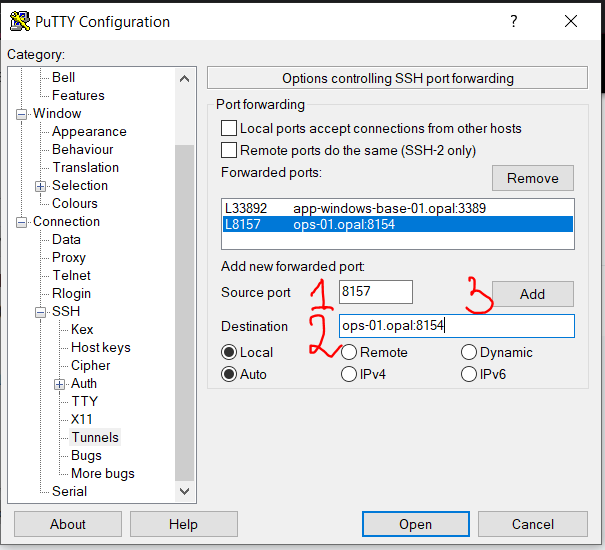 PuTTY Configuration ? ×
Category:
Bell
Features
Window
Appearance
Behaviour
Translation
Selection
Colours
Connection
Data
Proxy
Telnet
Rlogin
SSH
Kex
Host keys
Cipher
Auth
TTY
X11
Tunnels
Bugs
More bugs
Serial
Options controlling SSH port forwarding
Port forwarding
Local ports accept connections from other hosts
Remote ports do the same (SSH-2 only)
Forwarded ports:
Remove
L33892 app-windows-base-01.opal:3389
L8157 ops-01.opal:8154
Add new forwarded port:
Source port 1 8157 3 Add
Destination 2 ops-01.opal:8154
Local Remote Dynamic
Auto IPv4 IPv6
About Help Open Cancel